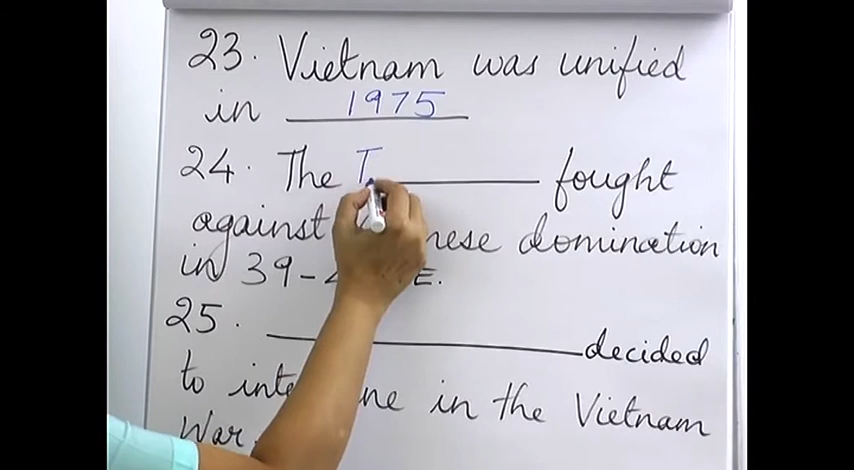 23. Vietnam was unified
in 1975
24. The T fought
against nese domination
in 39-4 E.
25. decided
to inte ne in the Vietnam
War.